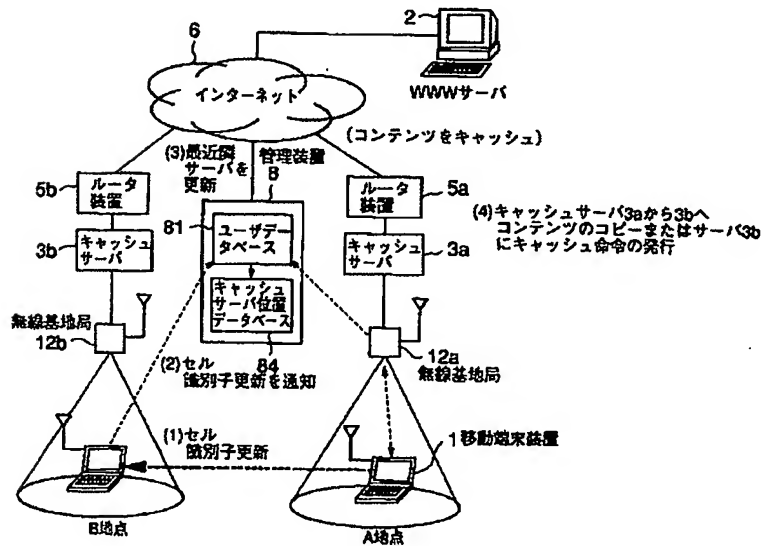 2
6
WWWサーバ
インターネット
(コンテンツをキャッシュ)
(3)最近隣
サーバを
更新
管理装置
8
5b
ルータ
装置
ルータ
装置
5a
81
ユーザデー
タベース
(4)キャッシュサーバ3aから3bへ
コンテンツのコピーまたはサーバ3b
にキャッシュ命令の発行
3b
キャッシュ
サーバ
キャッシュ
サーバ
3a
キャッシュ
サーバ位置
データベース
84
無線基地局
12b
12a
無線基地局
(2)セル
識別子更新を通知
(1)セル
識別子更新
1移動端末装置
B地点
A地点